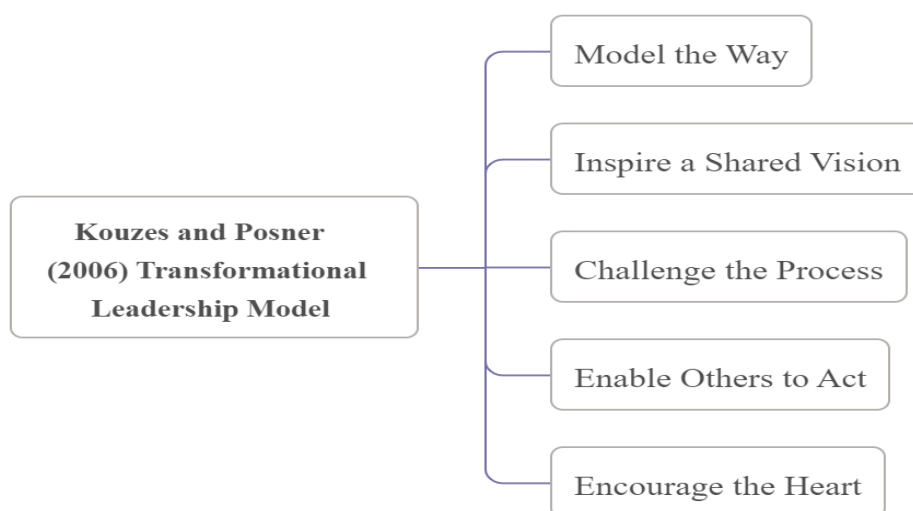 Model the Way
Inspire a Shared Vision
Kouzes and Posner
(2006) Transformational
Leadership Model
Challenge the Process
Enable Others to Act
Encourage the Heart